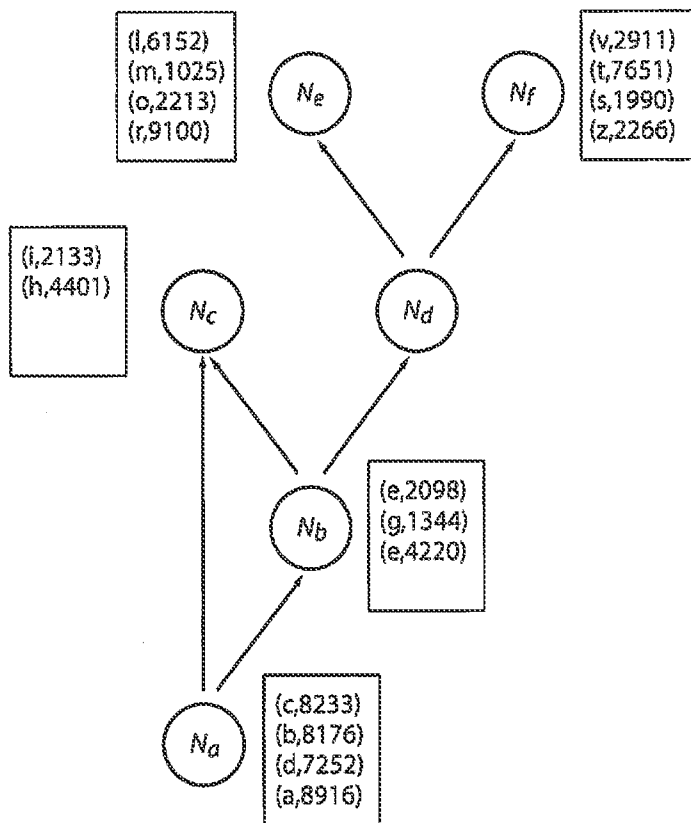 (l,6152)
(m,1025)
(o,2213)
(r,9100)
Ne
Nf
(v,2911)
(t,7651)
(s,1990)
(z,2266)
(i,2133)
(h,4401)
Nc
Nd
Nb
(e,2098)
(g,1344)
(e,4220)
Na
(c,8233)
(b,8176)
(d,7252)
(a,8916)